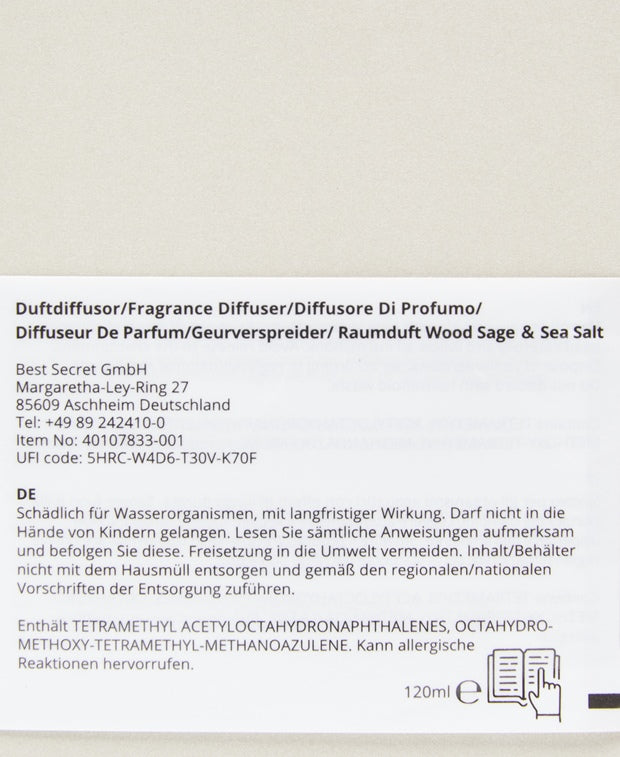 Duftdiffusor/Fragrance Diffuser/Diffusore Di Profumo/
Diffuseur De Parfum/Geurverspreider/ Raumduft Wood Sage & Sea Salt
Best Secret GmbH
Margaretha-Ley-Ring 27
85609 Aschheim Deutschland
Tel: +49 89 242410-0
Item No: 40107833-001
UFI code: 5HRC-W4D6-T30V-K70F
DE
Schädlich für Wasserorganismen, mit langfristiger Wirkung. Darf nicht in die
Hände von Kindern gelangen. Lesen Sie sämtliche Anweisungen aufmerksam
und befolgen Sie diese. Freisetzung in die Umwelt vermeiden. Inhalt/Behälter
nicht mit dem Hausmüll entsorgen und gemäß den regionalen/nationalen
Vorschriften der Entsorgung zuführen.
Enthält TETRAMETHYL ACETYLOCTAHYDRONAPHTHALENES, OCTAHYDRO-
METHOXY-TETRAMETHYL-METHANOAZULENE. Kann allergische
Reaktionen hervorrufen.
120ml ℮